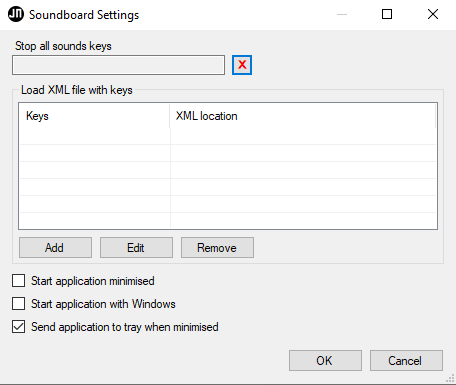 JN Soundboard Settings
Stop all sounds keys
X
Load XML file with keys
Keys XML location
Add Edit Remove
Start application minimised
Start application with Windows
Send application to tray when minimised
OK Cancel